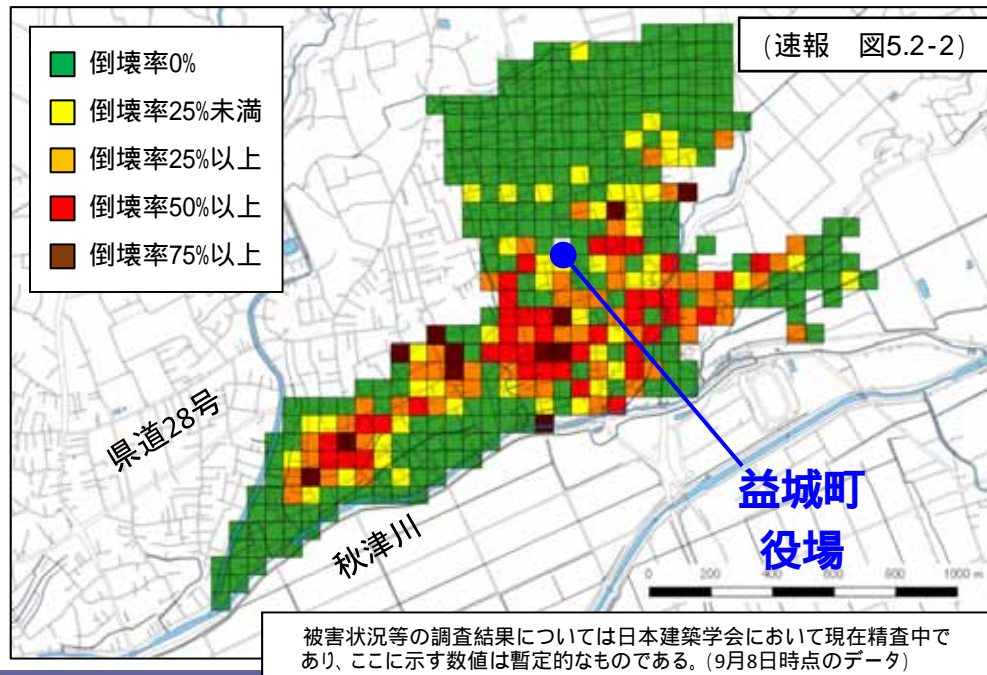 (速報　図5.2-2)
倒壊率0%
倒壊率25%未満
倒壊率25%以上
倒壊率50%以上
倒壊率75%以上
県道28号
秋津川
益城町
役場
0 200 400 600 800 1000 m
被害状況等の調査結果については日本建築学会において現在精査中で
あり、ここに示す数値は暫定的なものである。(9月8日時点のデータ)